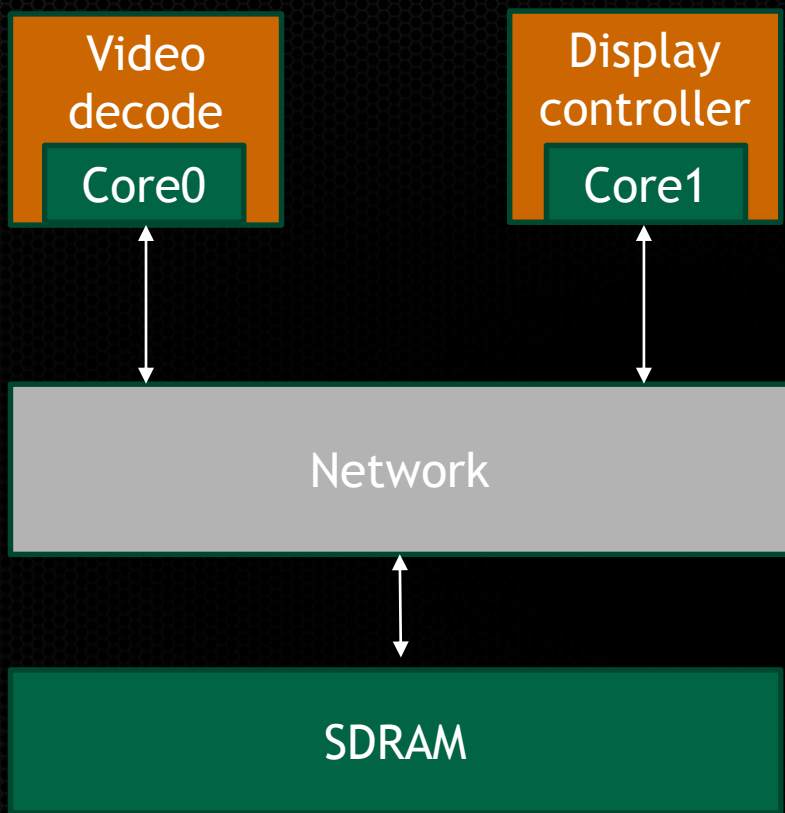 Video
decode
Core0
Display
controller
Core1
Network
SDRAM